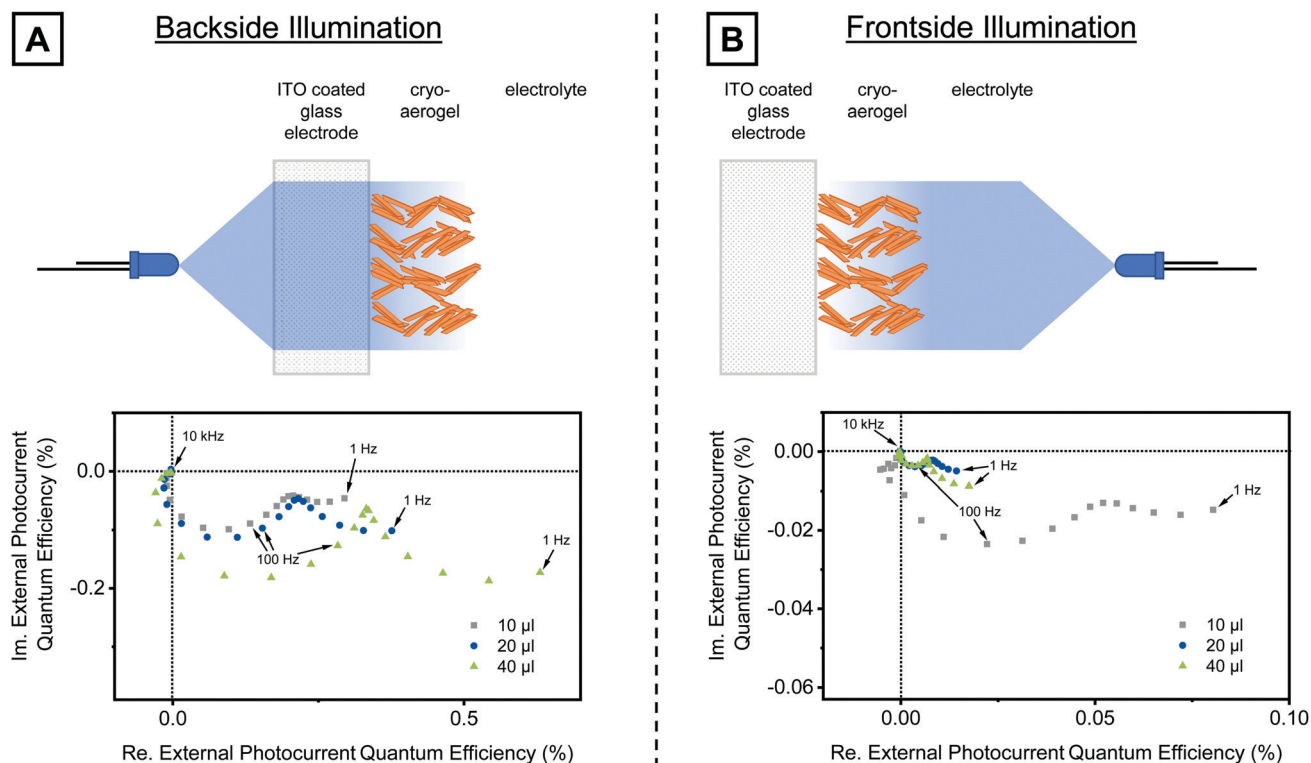 A
Backside Illumination
ITO coated
glass
electrode
cryo-
aerogel
electrolyte
Im. External Photocurrent
Quantum Efficiency (%)
0.0
-0.2
10 kHz
1 Hz
1 Hz
100 Hz
1 Hz
10 µl
20 µl
40 µl
0.0
0.5
Re. External Photocurrent Quantum Efficiency (%)
B
Frontside Illumination
ITO coated
glass
electrode
cryo-
aerogel
electrolyte
Im. External Photocurrent
Quantum Efficiency (%)
0.00
-0.02
-0.04
-0.06
10 kHz
1 Hz
100 Hz
1 Hz
10 µl
20 µl
40 µl
0.00
0.05
0.10
Re. External Photocurrent Quantum Efficiency (%)